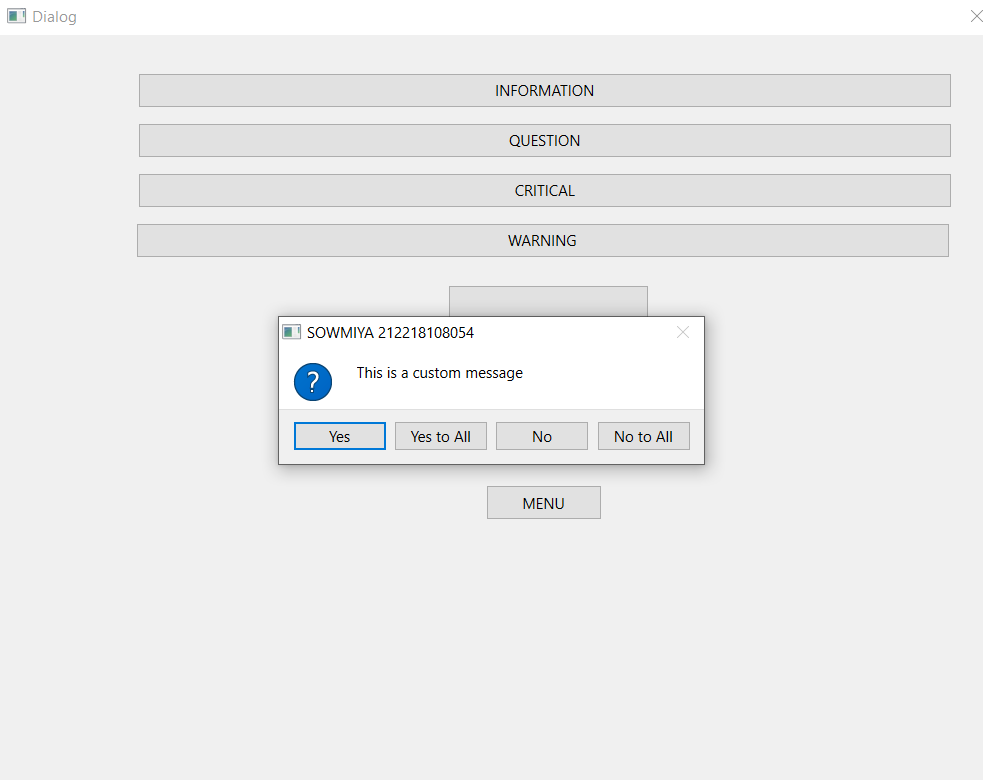 Dialog
INFORMATION
QUESTION
CRITICAL
WARNING
SOWMIYA 212218108054
?
This is a custom message
Yes
Yes to All
No
No to All
MENU